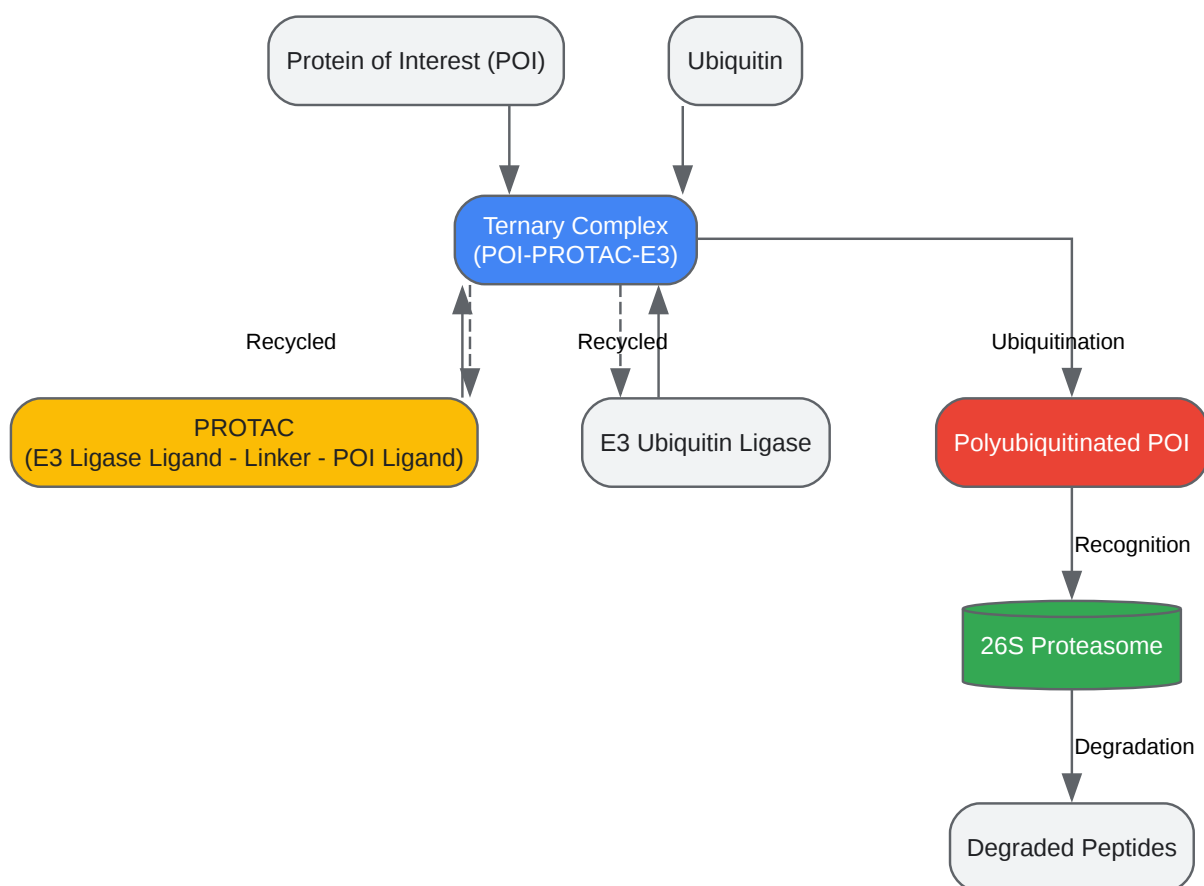 Protein of Interest (POI)
Ubiquitin
Ternary Complex
(POI-PROTAC-E3)
Recycled
Recycled
Ubiquitination
PROTAC
(E3 Ligase Ligand - Linker - POI Ligand)
E3 Ubiquitin Ligase
Polyubiquitinated POI
Recognition
26S Proteasome
Degradation
Degraded Peptides